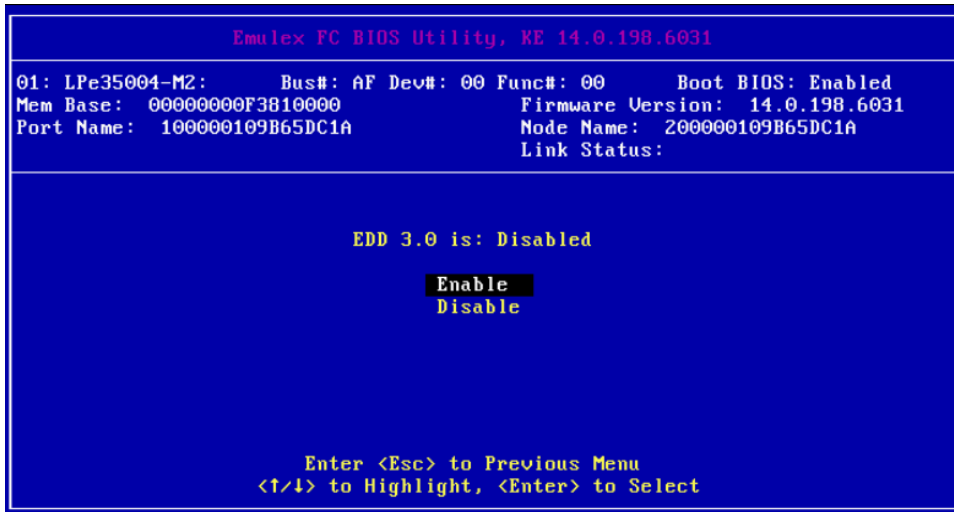 Emulex FC BIOS Utility, KE 14.0.198.6031
01: LPe35004-M2: Bus#: AF Dev#: 00 Func#: 00 Boot BIOS: Enabled
Mem Base: 00000000F3810000 Firmware Version: 14.0.198.6031
Port Name: 100000109B65DC1A Node Name: 200000109B65DC1A
Link Status:
EDD 3.0 is: Disabled
Enable
Disable
Enter <Esc> to Previous Menu
<↑/↓> to Highlight, <Enter> to Select